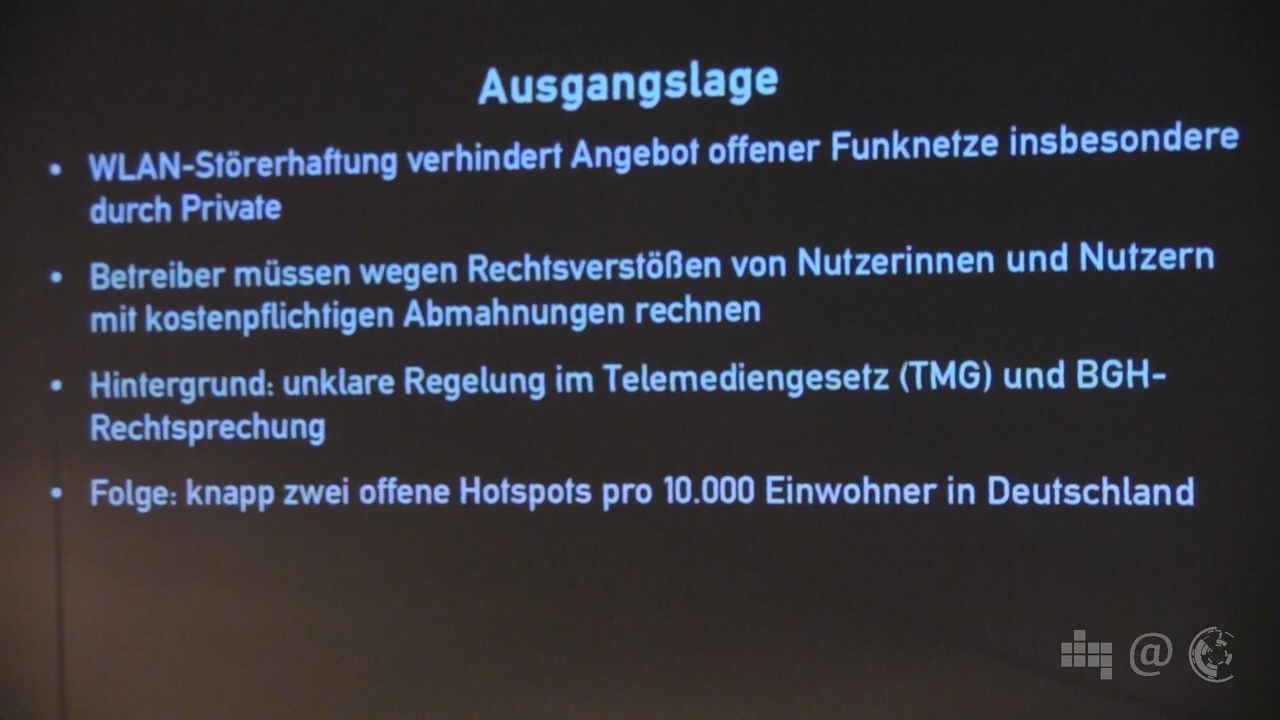 Ausgangslage
• WLAN-Störerhaftung verhindert Angebot offener Funknetze insbesondere
durch Private
• Betreiber müssen wegen Rechtsverstößen von Nutzerinnen und Nutzern
mit kostenpflichtigen Abmahnungen rechnen
• Hintergrund: unklare Regelung im Telemediengesetz (TMG) und BGH-
Rechtsprechung
• Folge: knapp zwei offene Hotspots pro 10.000 Einwohner in Deutschland
@